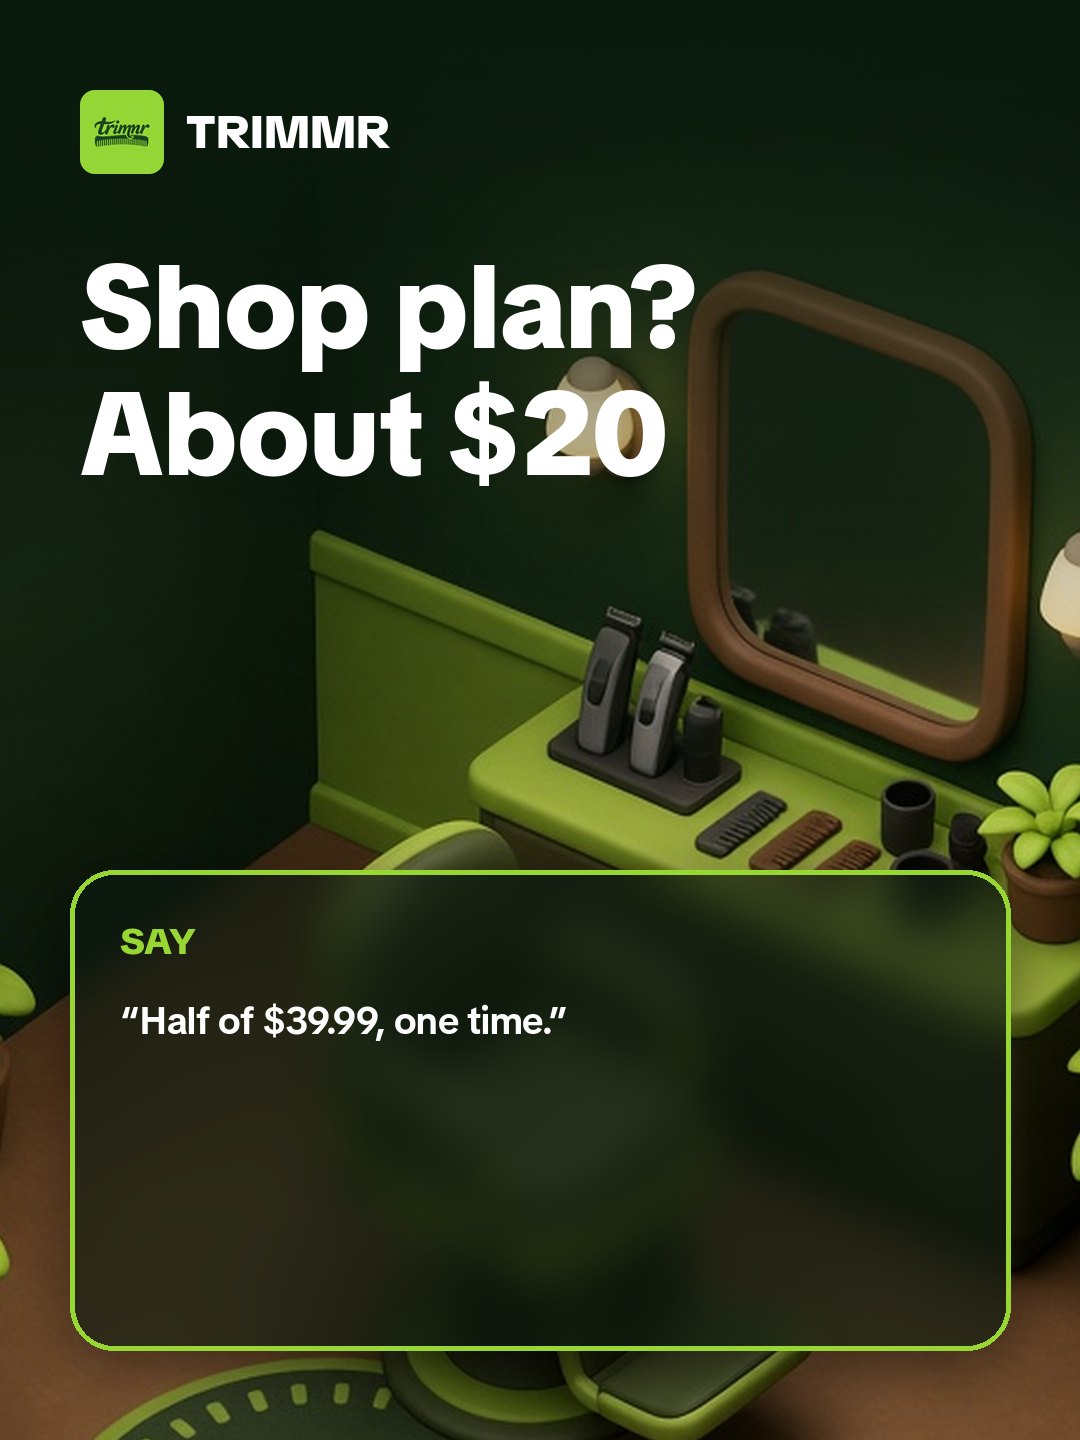 trimmr
TRIMMR
Shop plan?
About $20
SAY
“Half of $39.99, one time.”